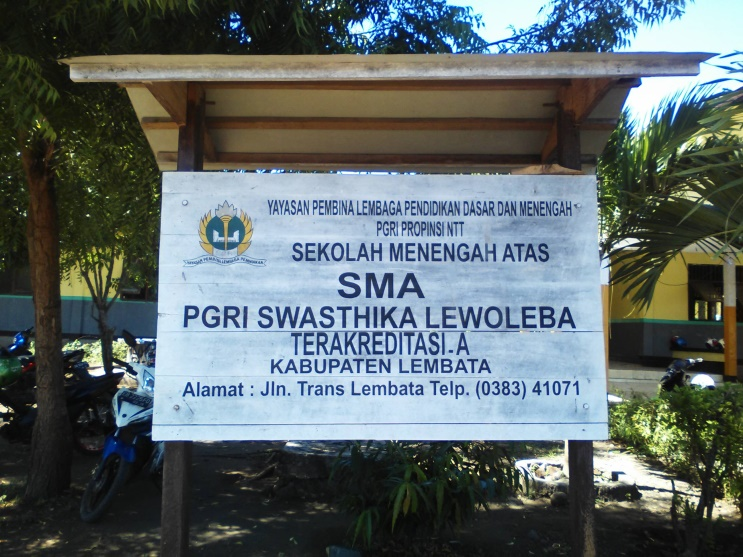 YAYASAN PEMBINA LEMBAGA PENDIDIKAN DASAR DAN MENENGAH
PGRI PROPINSI NTT
SEKOLAH MENENGAH ATAS
SMA
PGRI SWASTHIKA LEWOLEBA
TERAKREDITASI.A
KABUPATEN LEMBATA
Alamat : Jln. Trans Lembata Telp. (0383) 41071